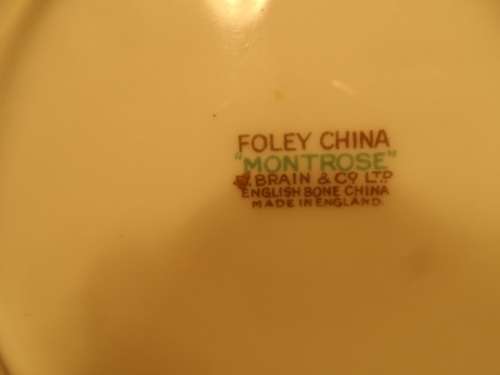 FOLEY CHINA
"MONTROSE"
E. BRAIN & CO. LTD
ENGLISH BONE CHINA
MADE IN ENGLAND